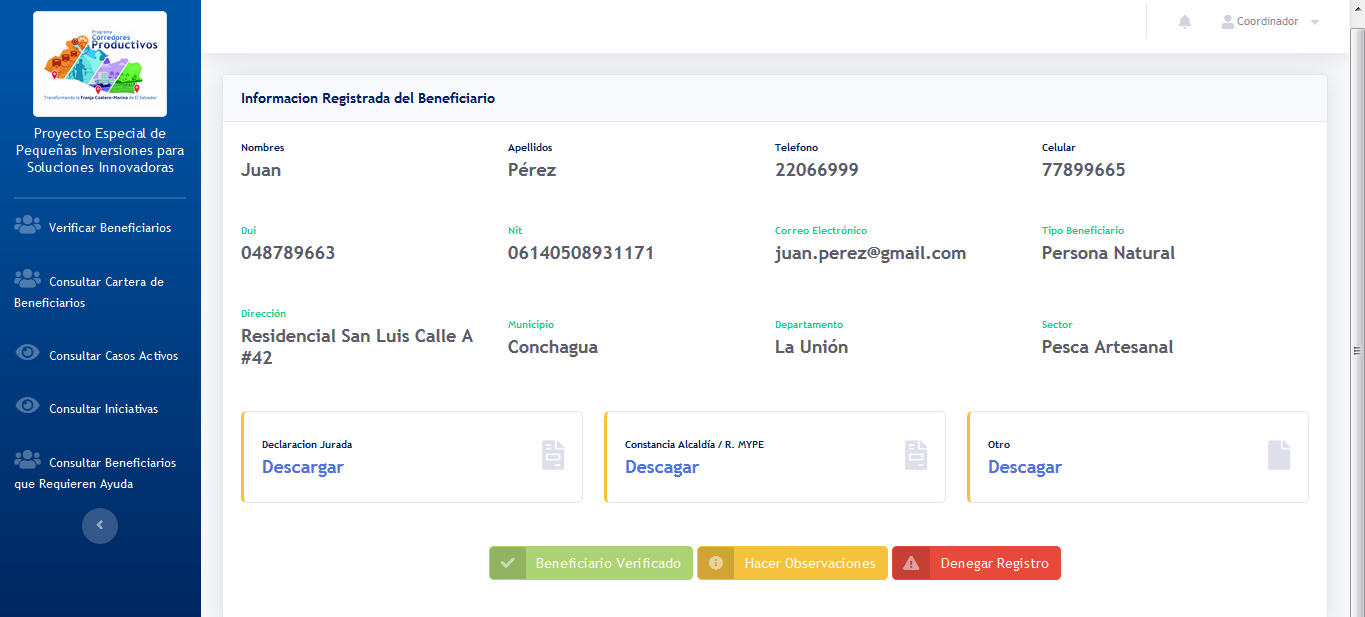 Programa
Corredores
Productivos
Transformando la Franja Costero-Marina de El Salvador
Proyecto Especial de
Pequeñas Inversiones para
Soluciones Innovadoras
Verificar Beneficiarios
Consultar Cartera de
Beneficiarios
Consultar Casos Activos
Consultar Iniciativas
Consultar Beneficiarios
que Requieren Ayuda
Coordinador
Informacion Registrada del Beneficiario
Nombres
Juan
Apellidos
Pérez
Telefono
22066999
Celular
77899665
Dui
048789663
Nit
06140508931171
Correo Electrónico
juan.perez@gmail.com
Tipo Beneficiario
Persona Natural
Dirección
Residencial San Luis Calle A
#42
Municipio
Conchagua
Departamento
La Unión
Sector
Pesca Artesanal
Declaracion Jurada
Descargar
Constancia Alcaldía / R. MYPE
Descagar
Otro
Descagar
Beneficiario Verificado
Hacer Observaciones
Denegar Registro